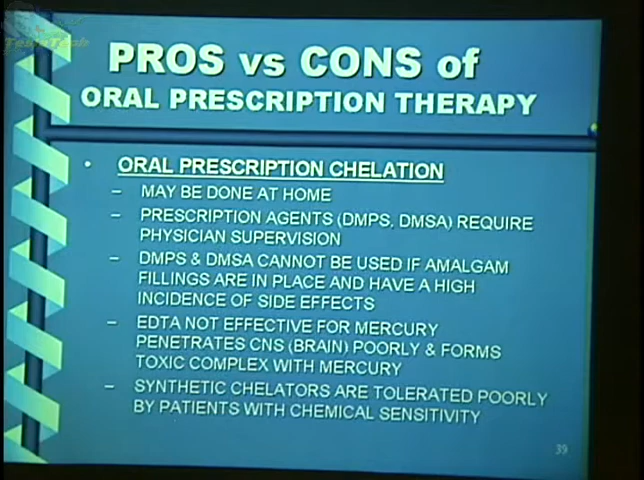 PROS vs CONS of
ORAL PRESCRIPTION THERAPY
• ORAL PRESCRIPTION CHELATION
– MAY BE DONE AT HOME
– PRESCRIPTION AGENTS (DMPS, DMSA) REQUIRE
PHYSICIAN SUPERVISION
– DMPS & DMSA CANNOT BE USED IF AMALGAM
FILLINGS ARE IN PLACE AND HAVE A HIGH
INCIDENCE OF SIDE EFFECTS
– EDTA NOT EFFECTIVE FOR MERCURY
PENETRATES CNS (BRAIN) POORLY & FORMS
TOXIC COMPLEX WITH MERCURY
– SYNTHETIC CHELATORS ARE TOLERATED POORLY
BY PATIENTS WITH CHEMICAL SENSITIVITY
39